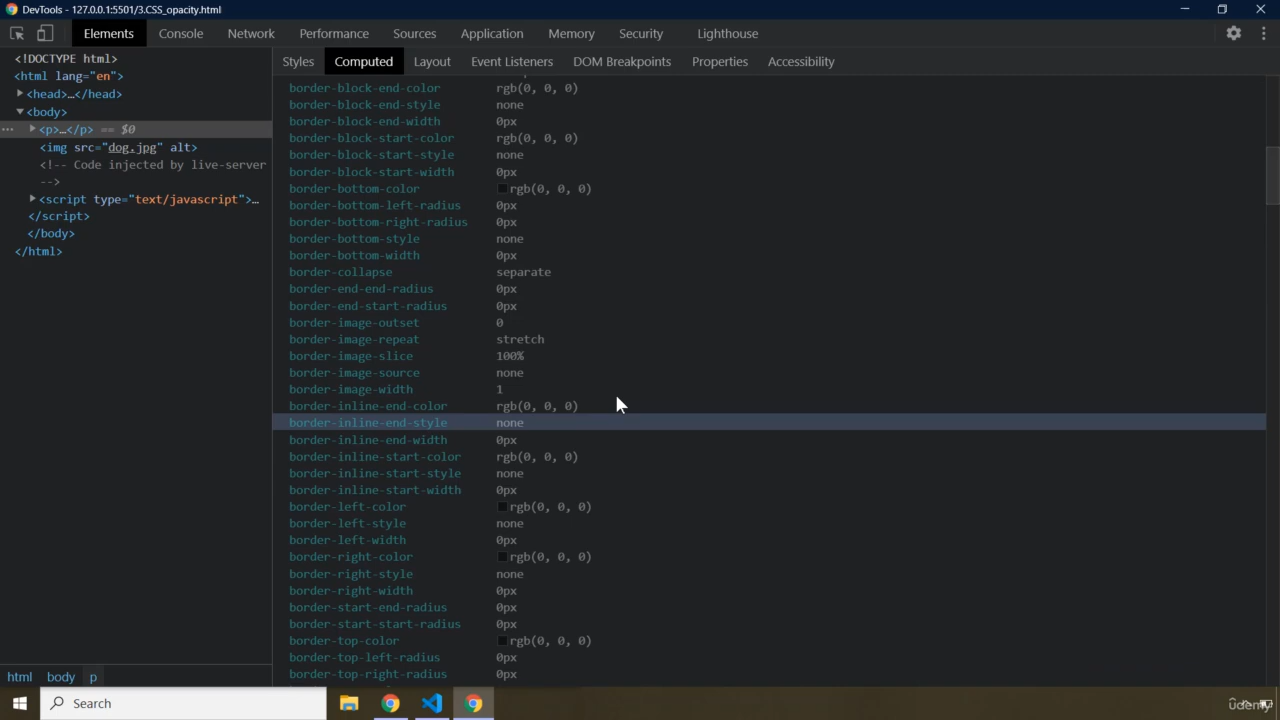 DevTools - 127.0.0.1:5501/3.CSS_opacity.html
Elements Console Network Performance Sources Application Memory Security Lighthouse
<!DOCTYPE html>
<html lang="en">
<head>…</head>
<body>
<p>…</p> == $0
<img src="dog.jpg" alt>
<!-- Code injected by live-server
-->
<script type="text/javascript">…
</script>
</body>
</html>
html body p
Styles Computed Layout Event Listeners DOM Breakpoints Properties Accessibility
border-block-end-color rgb(0, 0, 0)
border-block-end-style none
border-block-end-width 0px
border-block-start-color rgb(0, 0, 0)
border-block-start-style none
border-block-start-width 0px
border-bottom-color rgb(0, 0, 0)
border-bottom-left-radius 0px
border-bottom-right-radius 0px
border-bottom-style none
border-bottom-width 0px
border-collapse separate
border-end-end-radius 0px
border-end-start-radius 0px
border-image-outset 0
border-image-repeat stretch
border-image-slice 100%
border-image-source none
border-image-width 1
border-inline-end-color rgb(0, 0, 0)
border-inline-end-style none
border-inline-end-width 0px
border-inline-start-color rgb(0, 0, 0)
border-inline-start-style none
border-inline-start-width 0px
border-left-color rgb(0, 0, 0)
border-left-style none
border-left-width 0px
border-right-color rgb(0, 0, 0)
border-right-style none
border-right-width 0px
border-start-end-radius 0px
border-start-start-radius 0px
border-top-color rgb(0, 0, 0)
border-top-left-radius 0px
border-top-right-radius 0px
Search
udemy